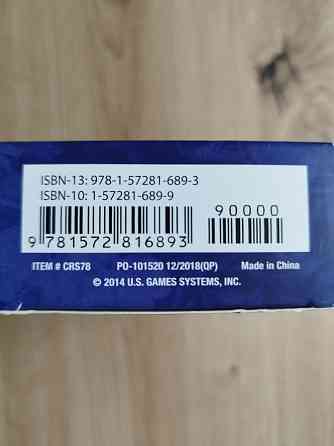 ISBN-13: 978-1-57281-689-3
ISBN-10: 1-57281-689-9
90000
9 781572 816893
ITEM # CRS78 PO-101520 12/2018(QP) Made in China
© 2014 U.S. GAMES SYSTEMS, INC.